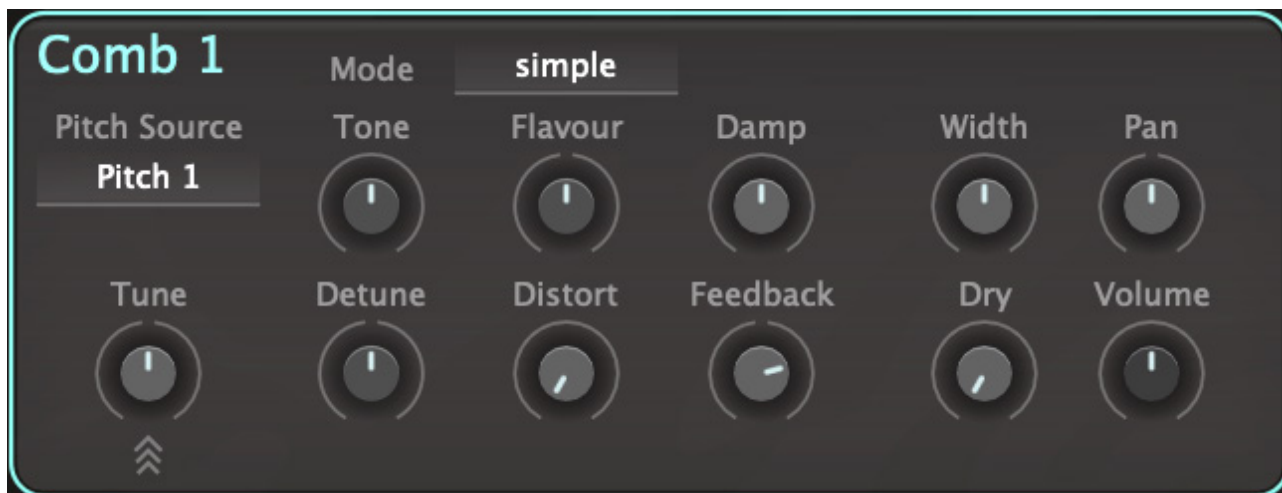 Comb 1
Mode simple
Pitch Source Tone Flavour Damp Width Pan
Pitch 1
Tune Detune Distort Feedback Dry Volume